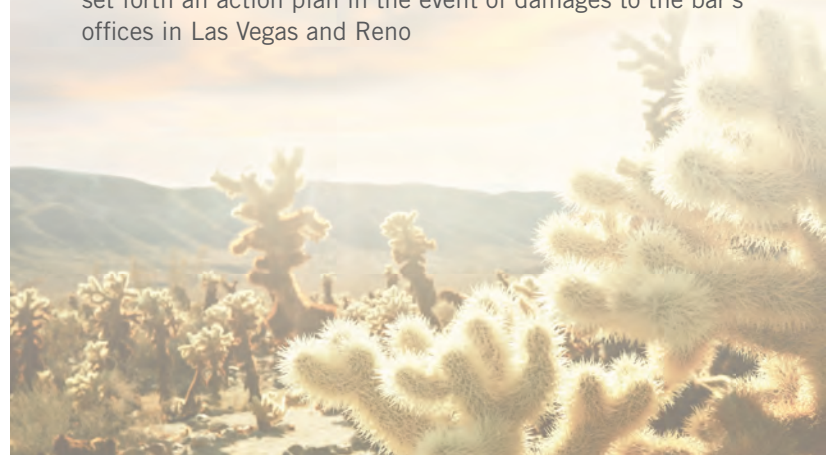 set forth an action plan in the event of damages to the bar's
offices in Las Vegas and Reno